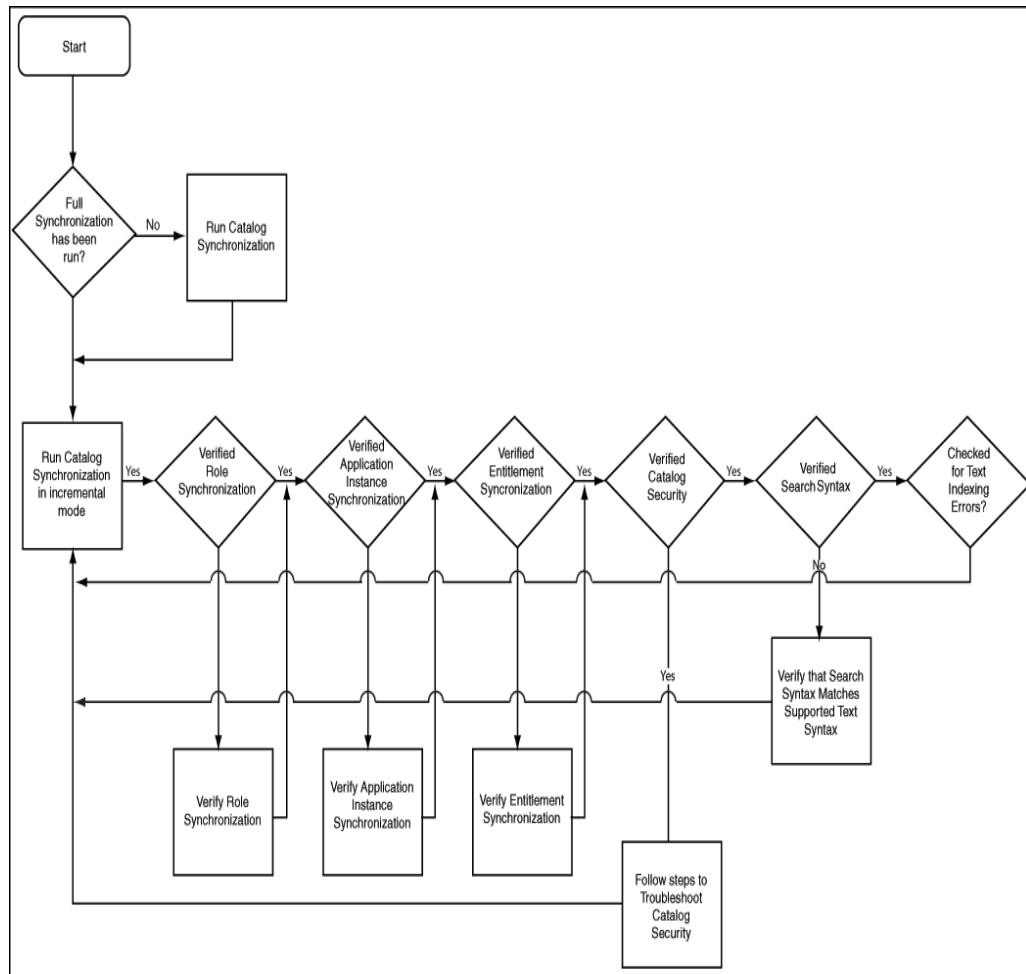 Start
Full
Synchronization
has been
run?
No
Run Catalog
Synchronization
Run Catalog
Synchronization
in incremental
mode
Yes
Verified
Role
Synchronization
Yes
Verified
Application
Instance
Synchronization
Yes
Verified
Entitlement
Syncronization
Yes
Verified
Catalog
Security
Yes
Verified
Search Syntax
Yes
Checked
for Text
Indexing
Errors?
No
Yes
Verify that Search
Syntax Matches
Supported Text
Syntax
Verify Role
Synchronization
Verify Application
Instance
Synchronization
Verify Entitlement
Synchronization
Follow steps to
Troubleshoot
Catalog
Security